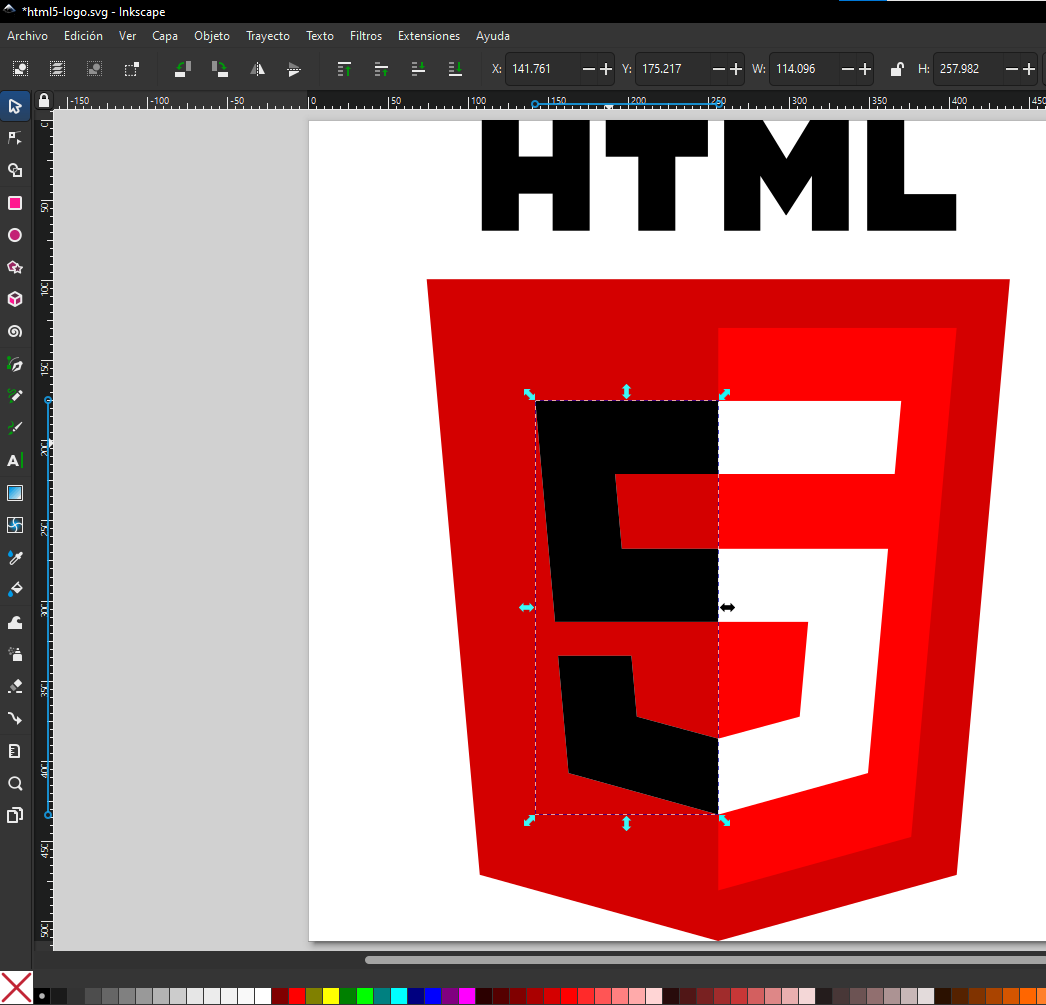 *html5-logo.svg - Inkscape
Archivo Edición Ver Capa Objeto Trayecto Texto Filtros Extensiones Ayuda
X: 141.761 Y: 175.217 W: 114.096 H: 257.982
-150 -100 -50 0 50 100 150 200 250 300 350 400 450
0
50
100
150
200
250
300
350
400
450
500
HTML
5
A